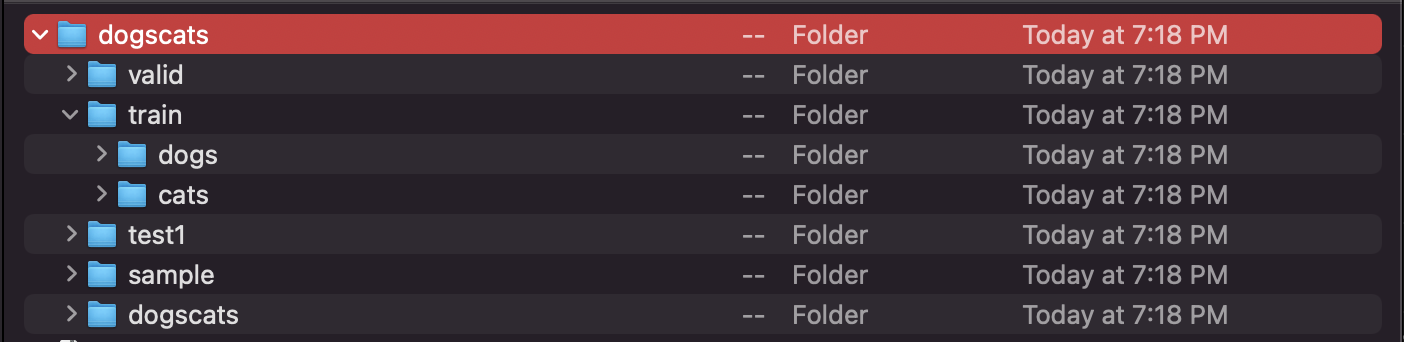 dogscats -- Folder Today at 7:18 PM
valid -- Folder Today at 7:18 PM
train -- Folder Today at 7:18 PM
dogs -- Folder Today at 7:18 PM
cats -- Folder Today at 7:18 PM
test1 -- Folder Today at 7:18 PM
sample -- Folder Today at 7:18 PM
dogscats -- Folder Today at 7:18 PM